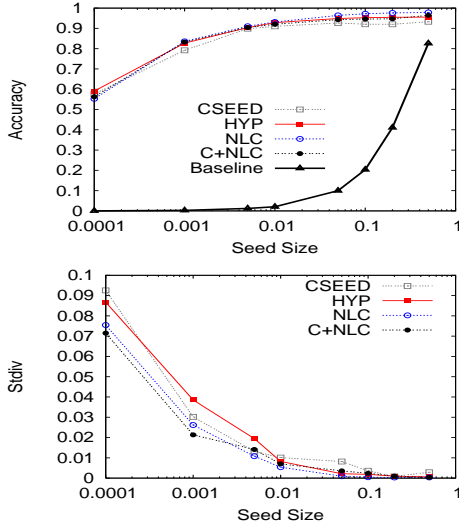 1
0.9
0.8
0.7
0.6
0.5
0.4
0.3
0.2
0.1
0
Accuracy
CSEED
HYP
NLC
C+NLC
Baseline
0.0001 0.001 0.01 0.1 1
Seed Size
0.1
0.09
0.08
0.07
0.06
0.05
0.04
0.03
0.02
0.01
0
Stdiv
CSEED
HYP
NLC
C+NLC
0.0001 0.001 0.01 0.1 1
Seed Size